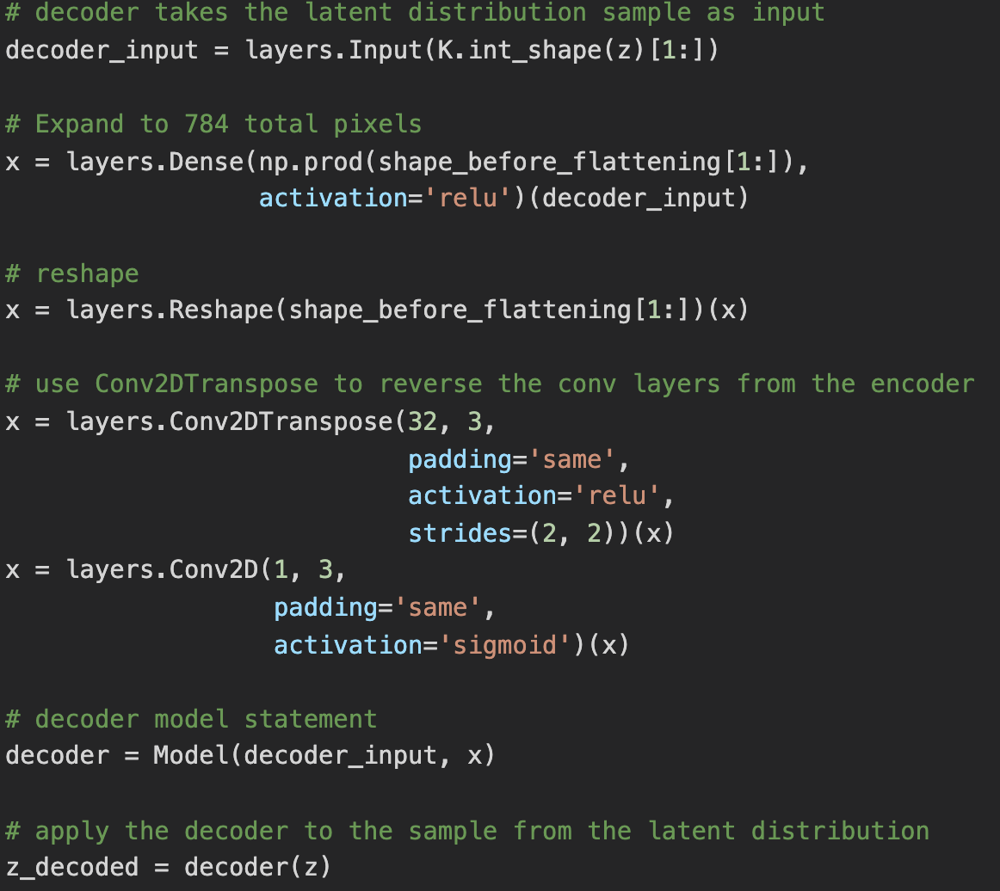 # decoder takes the latent distribution sample as input
decoder_input = layers.Input(K.int_shape(z)[1:])

# Expand to 784 total pixels
x = layers.Dense(np.prod(shape_before_flattening[1:]),
                 activation='relu')(decoder_input)

# reshape
x = layers.Reshape(shape_before_flattening[1:])(x)

# use Conv2DTranspose to reverse the conv layers from the encoder
x = layers.Conv2DTranspose(32, 3,
                           padding='same',
                           activation='relu',
                           strides=(2, 2))(x)
x = layers.Conv2D(1, 3,
                  padding='same',
                  activation='sigmoid')(x)

# decoder model statement
decoder = Model(decoder_input, x)

# apply the decoder to the sample from the latent distribution
z_decoded = decoder(z)